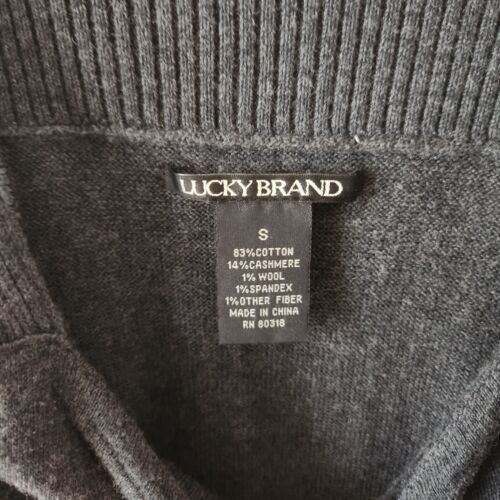 LUCKY BRAND
S
83%COTTON
14%CASHMERE
1% WOOL
1%SPANDEX
1%OTHER FIBER
MADE IN CHINA
RN 80318